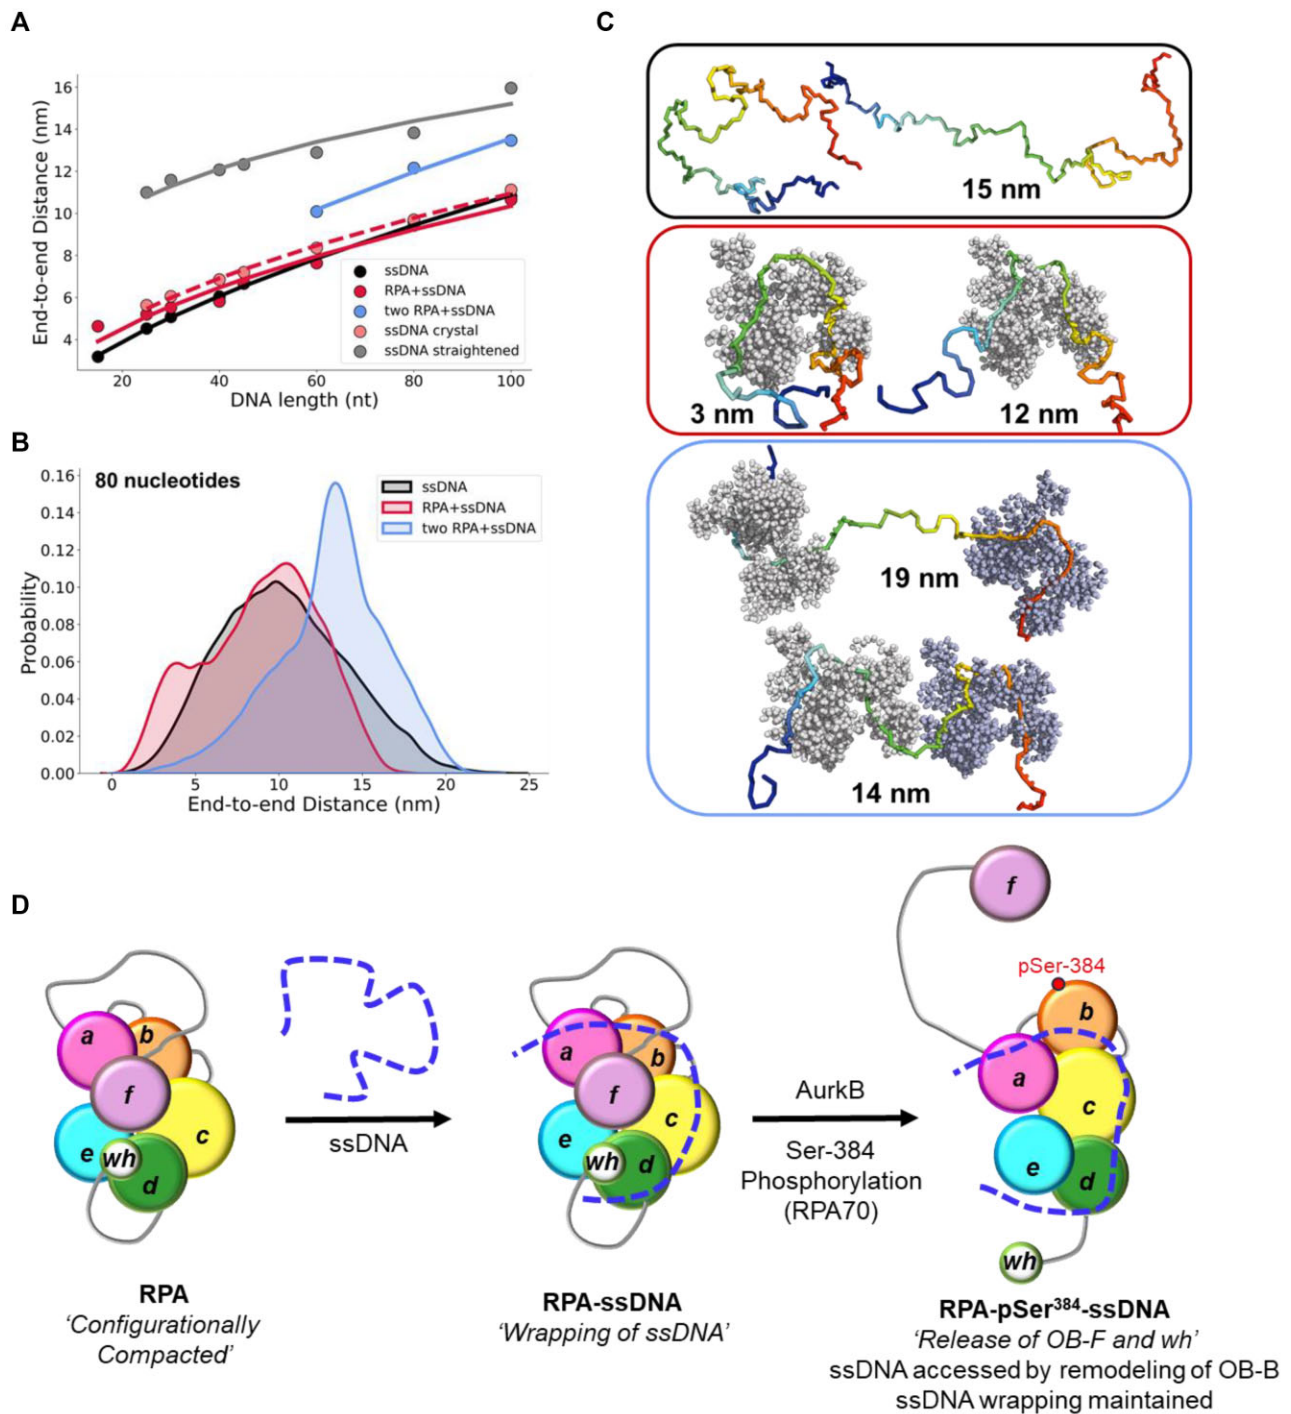 A
End-to-end Distance (nm)
16
14
12
10
8
6
4
20
40
60
80
100
DNA length (nt)
ssDNA
RPA+ssDNA
two RPA+ssDNA
ssDNA crystal
ssDNA straightened
B
80 nucleotides
Probability
0.16
0.14
0.12
0.10
0.08
0.06
0.04
0.02
0.00
0
5
10
15
20
25
End-to-end Distance (nm)
ssDNA
RPA+ssDNA
two RPA+ssDNA
C
15 nm
3 nm
12 nm
19 nm
14 nm
D
a
b
f
e
c
wh
d
RPA
‘Configurationally
Compacted’
ssDNA
a
b
f
c
e
wh
d
RPA-ssDNA
‘Wrapping of ssDNA’
AurkB
Ser-384
Phosphorylation
(RPA70)
f
pSer-384
b
a
c
e
d
wh
RPA-pSer³⁸⁴-ssDNA
‘Release of OB-F and wh’
ssDNA accessed by remodeling of OB-B
ssDNA wrapping maintained